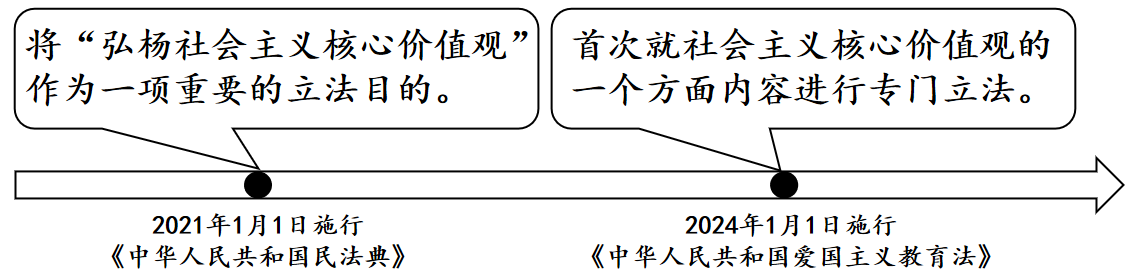 将“弘杨社会主义核心价值观”
作为一项重要的立法目的。
首次就社会主义核心价值观的
一个方面内容进行专门立法。
2021年1月1日施行
《中华人民共和国民法典》
2024年1月1日施行
《中华人民共和国爱国主义教育法》